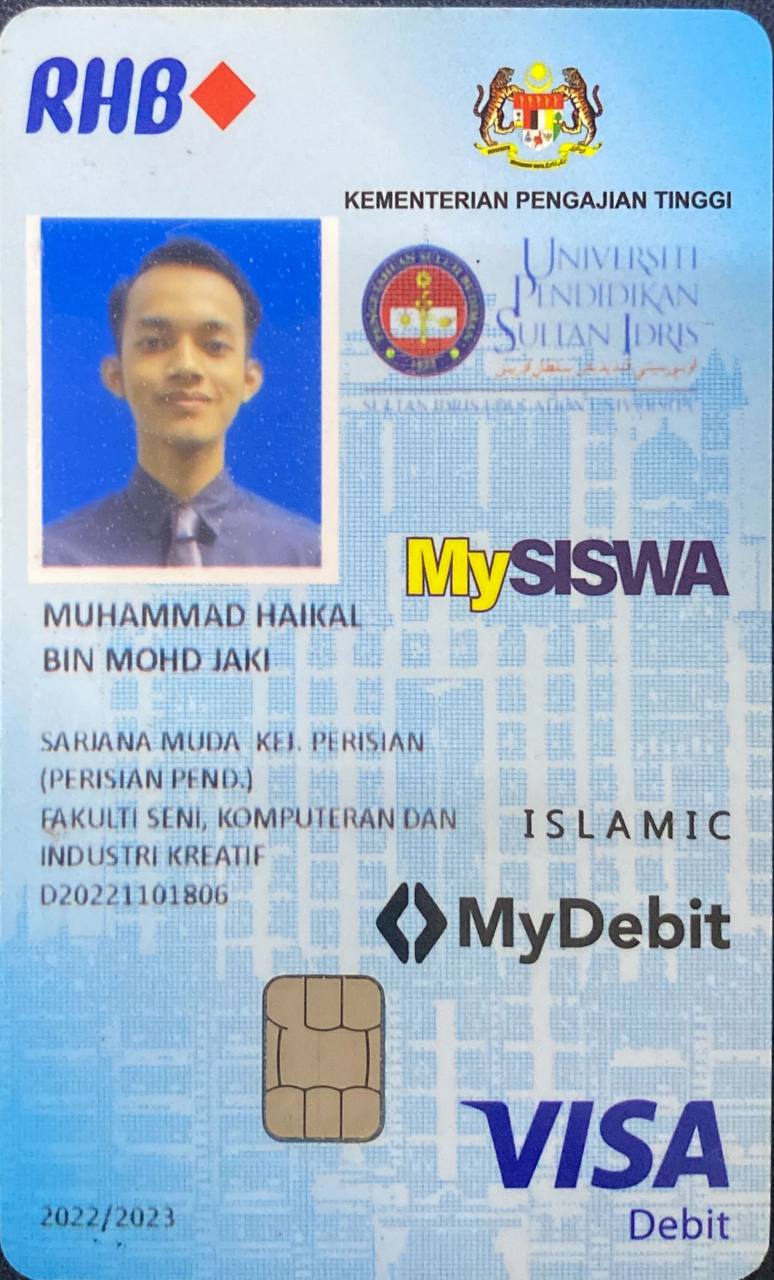 RHB
KEMENTERIAN PENGAJIAN TINGGI
UNIVERSITI
PENDIDIKAN
SULTAN IDRIS
SULTAN IDRIS EDUCATION UNIVERSITY
MySISWA
MUHAMMAD HAIKAL
BIN MOHD JAKI
SARJANA MUDA KEJ. PERISIAN
(PERISIAN PEND.)
FAKULTI SENI, KOMPUTERAN DAN
INDUSTRI KREATIF
D20221101806
ISLAMIC
MyDebit
VISA
Debit
2022/2023